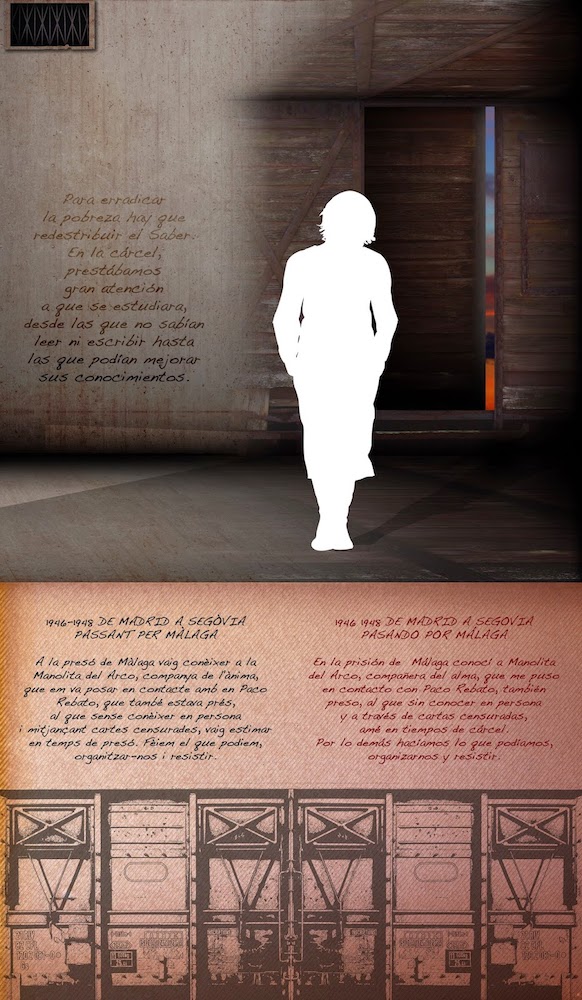 Para erradicar
la pobreza hay que
redestribuir el Saber.
En la cárcel,
prestábamos
gran atención
a que se estudiara,
desde las que no sabían
leer ni escribir hasta
las que podían mejorar
sus conocimientos.
1946-1948 DE MADRID A SEGÒVIA
PASSANT PER MÀLAGA
A la presó de Màlaga vaig conèixer a la
Manolita del Arco, companya de l'ànima,
que em va posar en contacte amb en Paco
Rebato, que també estava prés,
al que sense conèixer en persona
i mitjançant cartes censurades, vaig estimar
en temps de presó. Fèiem el que podiem,
organitzar-nos i resistir.
1946 1948 DE MADRID A SEGOVIA
PASANDO POR MÁLAGA
En la prisión de Málaga conocí a Manolita
del Arco, compañera del alma, que me puso
en contacto con Paco Rebato, también
preso, al que sin conocer en persona
y a través de cartas censuradas,
amé en tiempos de cárcel.
Por lo demás hacíamos lo que podíamos,
organizarnos y resistir.